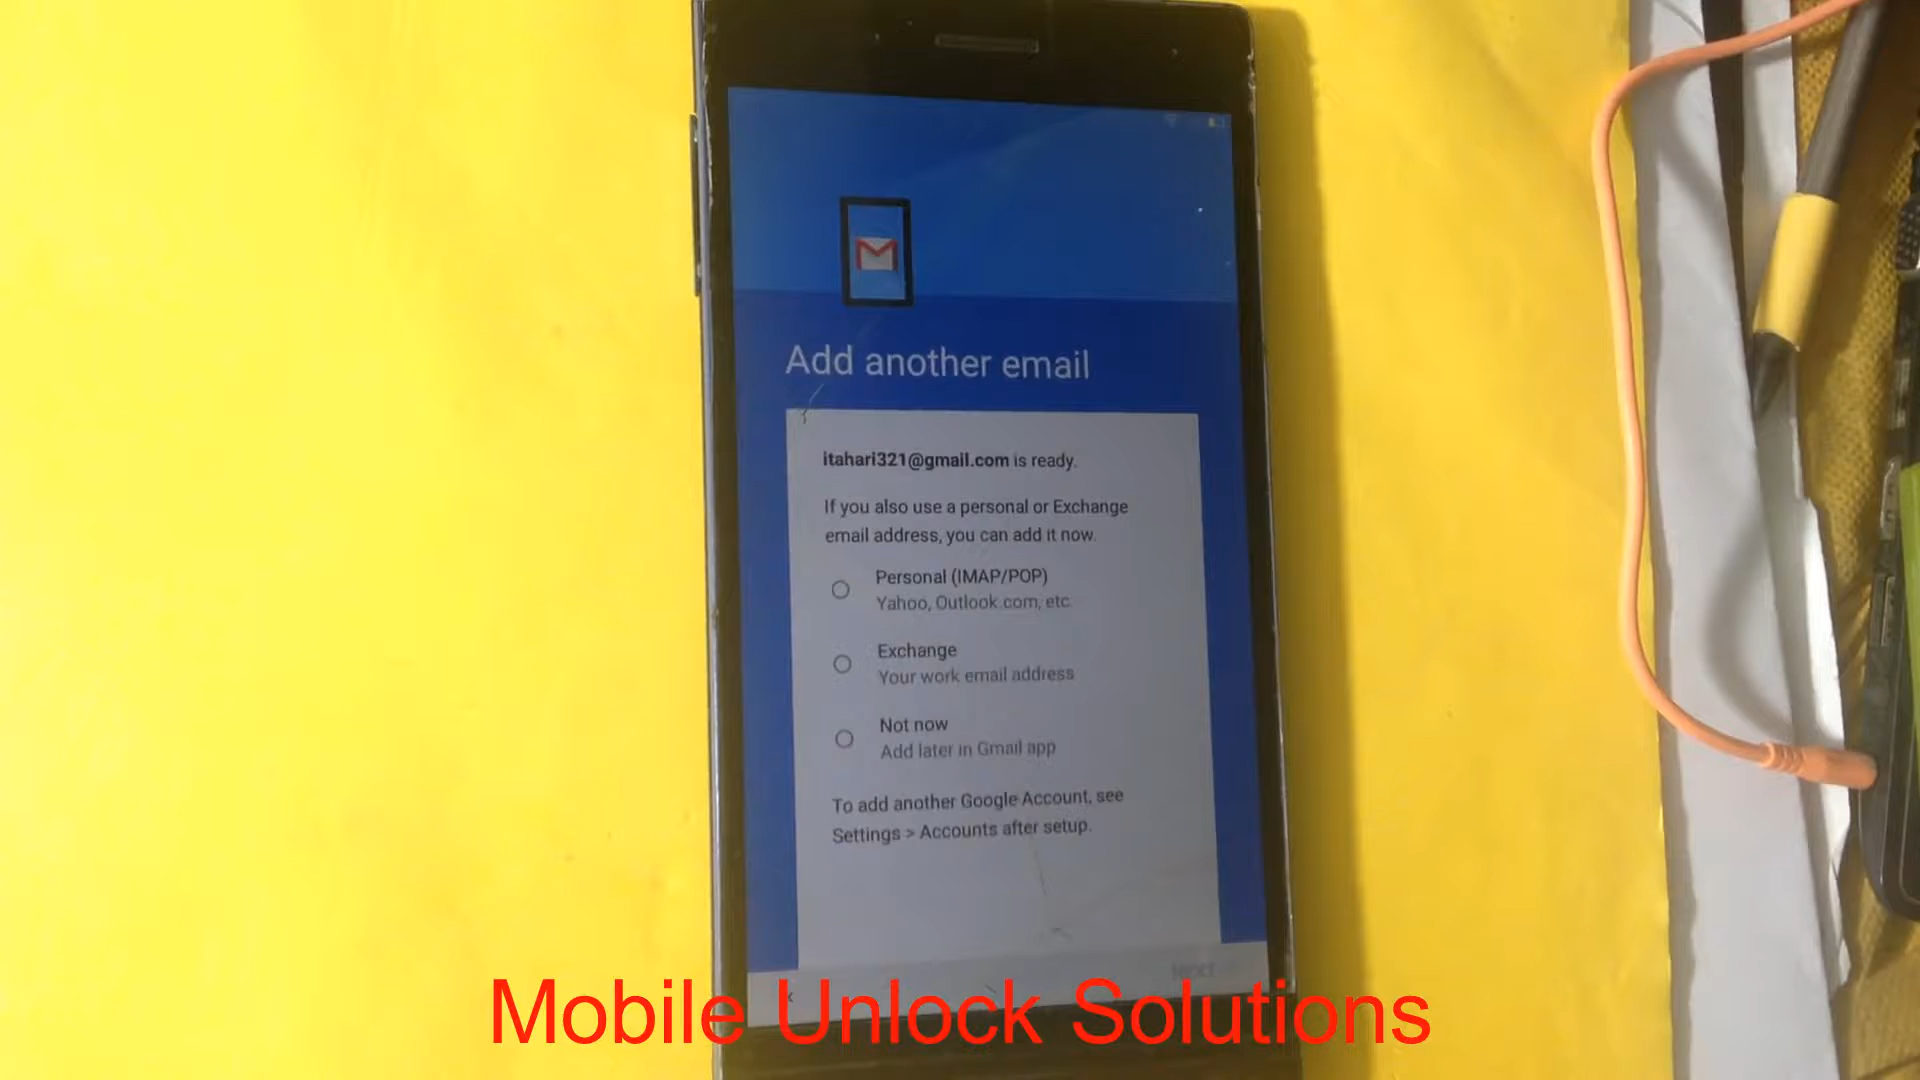 Add another email
itahari321@gmail.com is ready.
If you also use a personal or Exchange
email address, you can add it now.
Personal (IMAP/POP)
Yahoo, Outlook.com, etc.
Exchange
Your work email address
Not now
Add later in Gmail app
To add another Google Account, see
Settings > Accounts after setup.
NEXT
Mobile Unlock Solutions